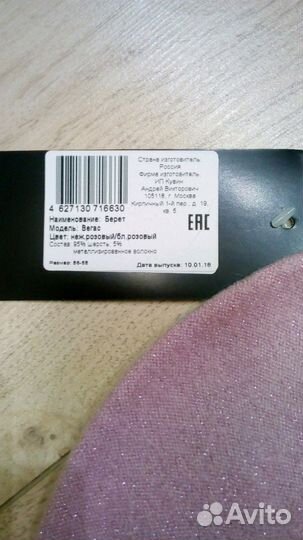 4 627130 716630
Наименование: Берет
Модель: Вегас
Цвет: неж.розовый/бл.розовый
Состав: 95% шерсть, 5%
металлизированное волокно
Размер: 56-58
Страна изготовитель:
Россия
Фирма изготовитель:
ИП Кувин
Андрей Викторович
105118, г. Москва
Кирпичный 1-й пер., д. 19,
кв. 5
EAC
Дата выпуска: 10.01.18
Avito